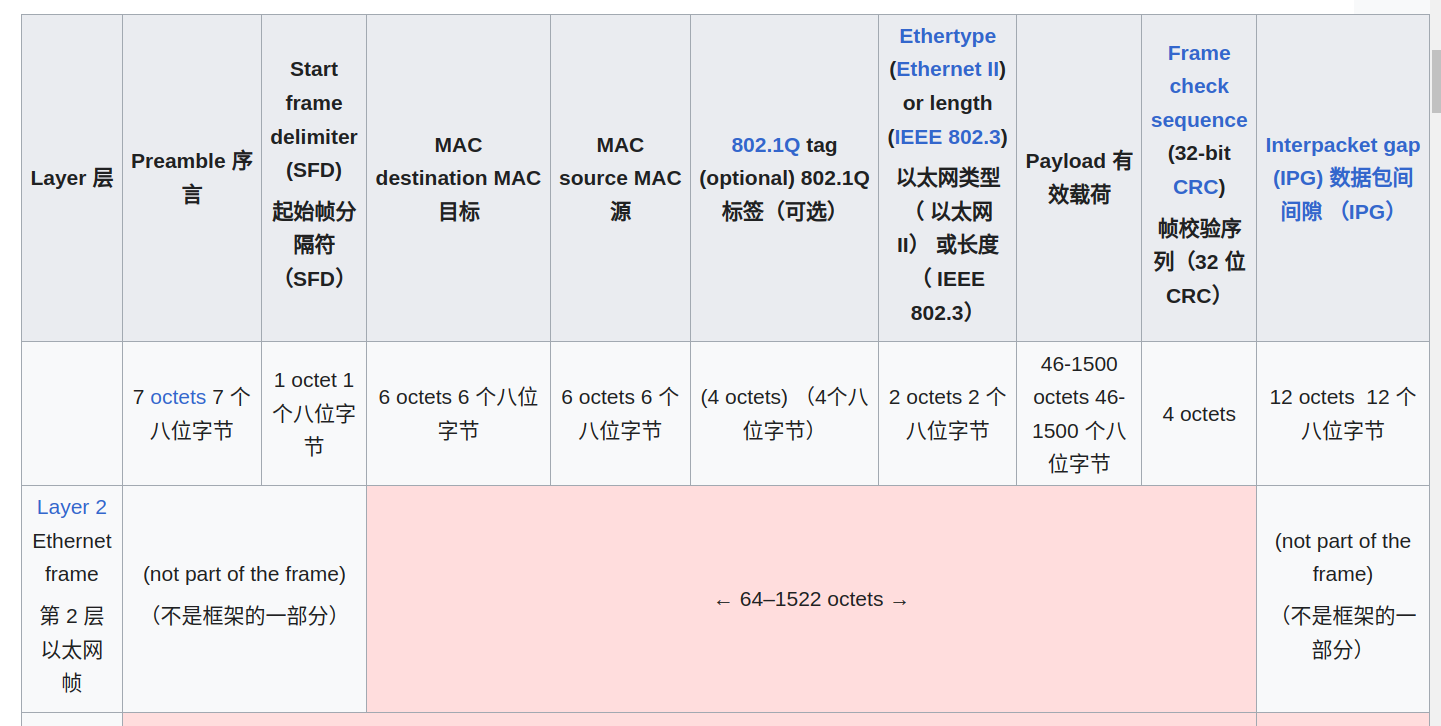 Layer 层
Preamble 序
言
Start
frame
delimiter
(SFD)
起始帧分
隔符
（SFD）
MAC
destination MAC
目标
MAC
source MAC
源
802.1Q tag
(optional) 802.1Q
标签（可选）
Ethertype
(Ethernet II)
or length
(IEEE 802.3)
以太网类型
（ 以太网
II） 或长度
（ IEEE
802.3）
Payload 有
效载荷
Frame
check
sequence
(32-bit
CRC)
帧校验序
列（32 位
CRC）
Interpacket gap
(IPG) 数据包间
间隙 （IPG）
7 octets 7 个
八位字节
1 octet 1
个八位字
节
6 octets 6 个八位
字节
6 octets 6 个
八位字节
(4 octets) （4个八
位字节）
2 octets 2 个
八位字节
46-1500
octets 46-
1500 个八
位字节
4 octets
12 octets 12 个
八位字节
Layer 2
Ethernet
frame
第 2 层
以太网
帧
(not part of the frame)
（不是框架的一部分）
← 64–1522 octets →
(not part of the
frame)
（不是框架的一
部分）